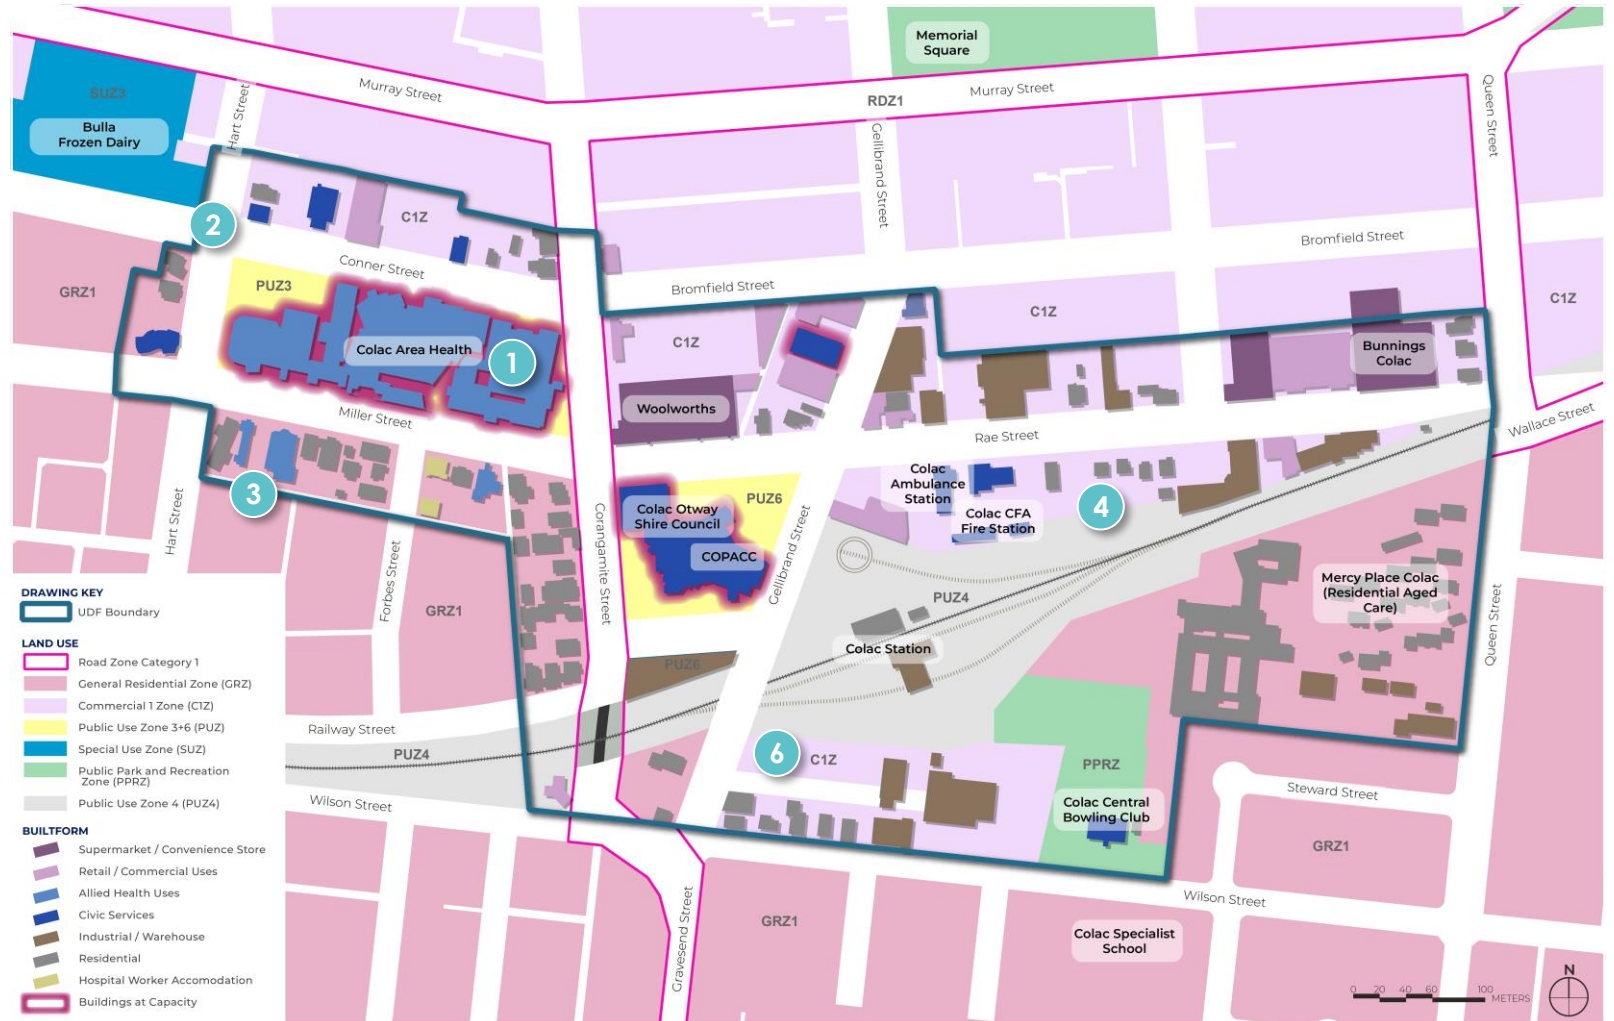 Memorial
Square
Murray Street
RDZ1
Murray Street
Queen Street
SUZ3
Bulla
Frozen Dairy
Hart Street
Gellibrand Street
2
C1Z
Bromfield Street
Conner Street
GRZ1
PUZ3
Bromfield Street
C1Z
C1Z
Colac Area Health
1
C1Z
Bunnings
Colac
Woolworths
Miller Street
Rae Street
Wallace Street
3
Hart Street
Colac
Ambulance
Station
PUZ6
Colac Otway
Shire Council
COPACC
Colac CFA
Fire Station
4
Corangamite Street
Gellibrand Street
Forbes Street
GRZ1
PUZ4
Mercy Place Colac
(Residential Aged
Care)
Queen Street
Colac Station
PUZ6
Railway Street
PUZ4
6
C1Z
PPRZ
Wilson Street
Colac Central
Bowling Club
Steward Street
GRZ1
Wilson Street
GRZ1
Gravesend Street
Colac Specialist
School
DRAWING KEY
UDF Boundary
LAND USE
Road Zone Category 1
General Residential Zone (GRZ)
Commercial 1 Zone (C1Z)
Public Use Zone 3+6 (PUZ)
Special Use Zone (SUZ)
Public Park and Recreation
Zone (PPRZ)
Public Use Zone 4 (PUZ4)
BUILTFORM
Supermarket / Convenience Store
Retail / Commercial Uses
Allied Health Uses
Civic Services
Industrial / Warehouse
Residential
Hospital Worker Accomodation
Buildings at Capacity
0 20 40 60 100
METERS
N